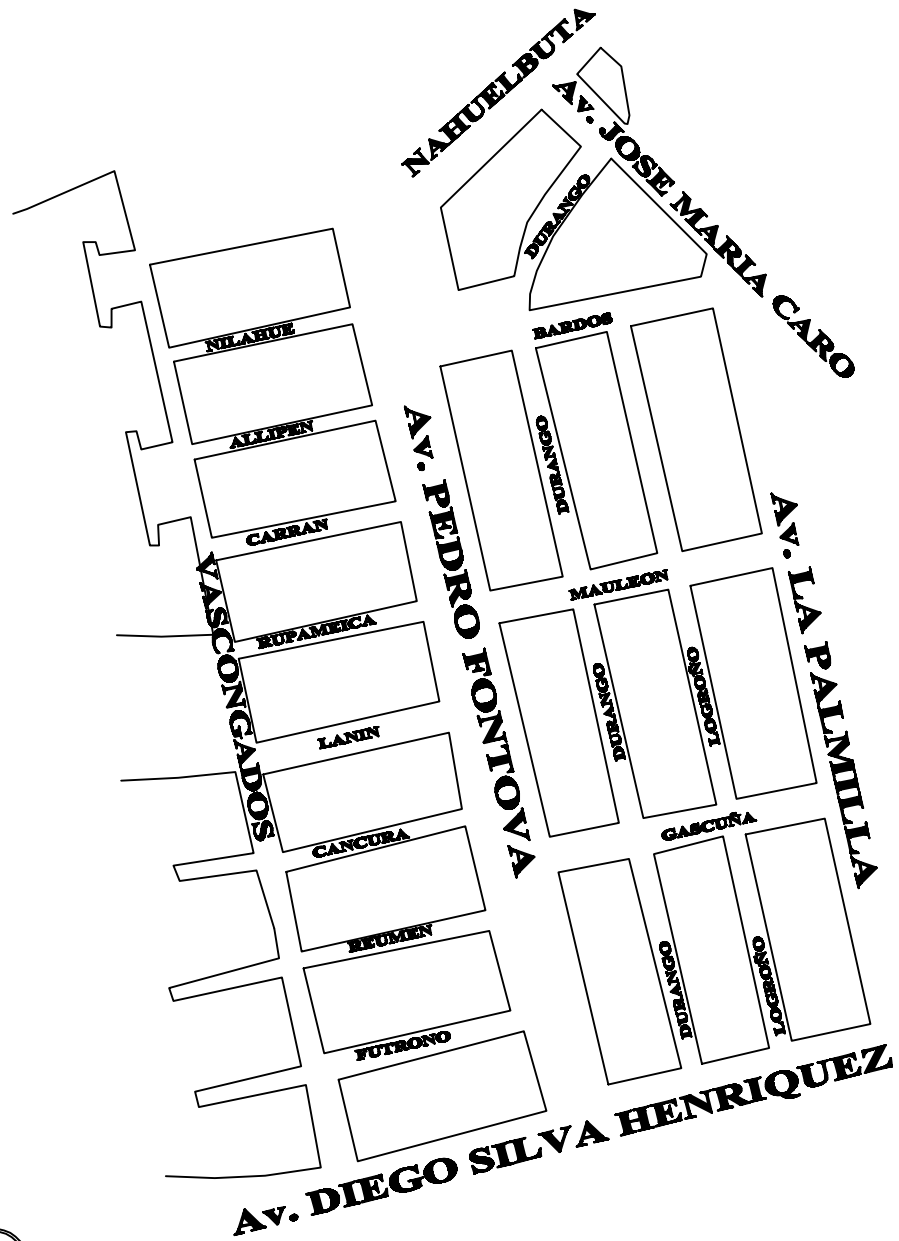 NAHUELBUTA
Av. JOSE MARIA CARO
DURANGO
BARDOS
NILAHUE
ALLIPEN
Av. PEDRO FONTOVA
DURANGO
CARRAN
Av. LA PALMILLA
VASCONGADOS
MAULEON
RUPAMEICA
DURANGO
LOGROÑO
LANIN
GASCUÑA
CANCURA
REUMEN
DURANGO
LOGROÑO
FUTRONO
Av. DIEGO SILVA HENRIQUEZ